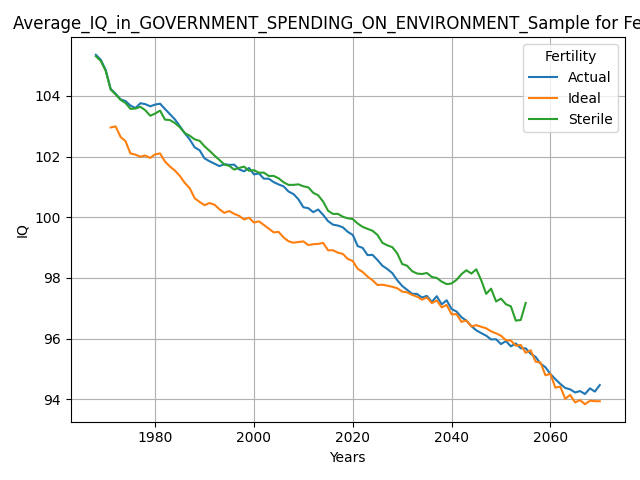 Average_IQ_in_GOVERNMENT_SPENDING_ON_ENVIRONMENT_Sample for Fe
Fertility
Actual
Ideal
Sterile
IQ
104
102
100
98
96
94
1980 2000 2020 2040 2060
Years